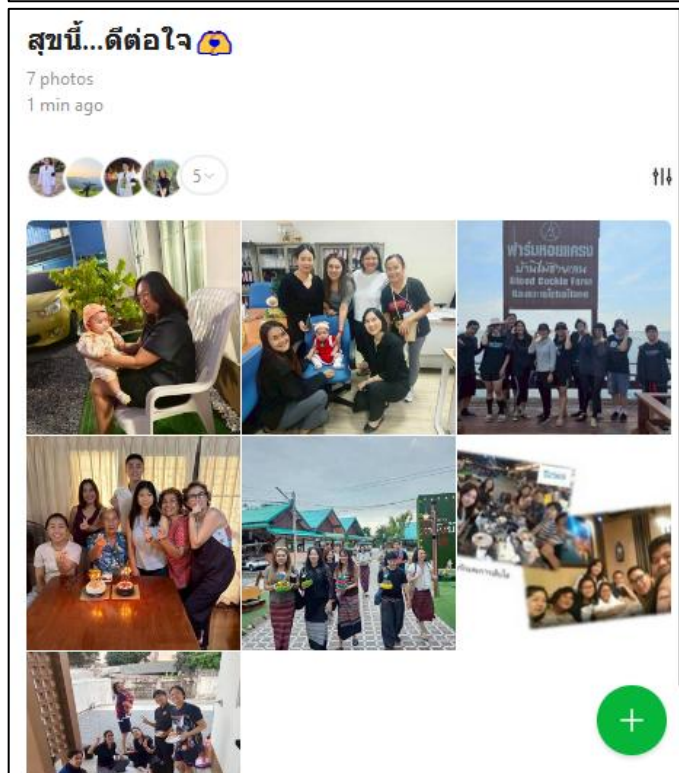 สุขนี้...ดีต่อใจ
7 photos
1 min ago
5
ฟาร์มหอยแครง
Blood Cockle Farm